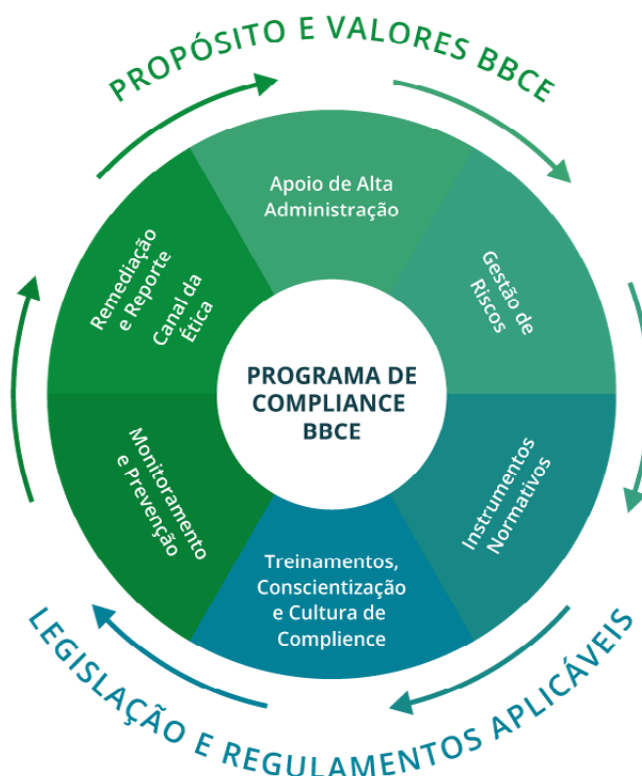 PROPÓSITO E VALORES BBCE
Apoio de Alta
Administração
Gestão de
Riscos
Instrumentos
Normativos
Treinamentos,
Conscientização
e Cultura de
Complience
Monitoramento
e Prevenção
Remediação
e Reporte
Canal da
Ética
PROGRAMA DE
COMPLIANCE
BBCE
LEGISLAÇÃO E REGULAMENTOS APLICÁVEIS